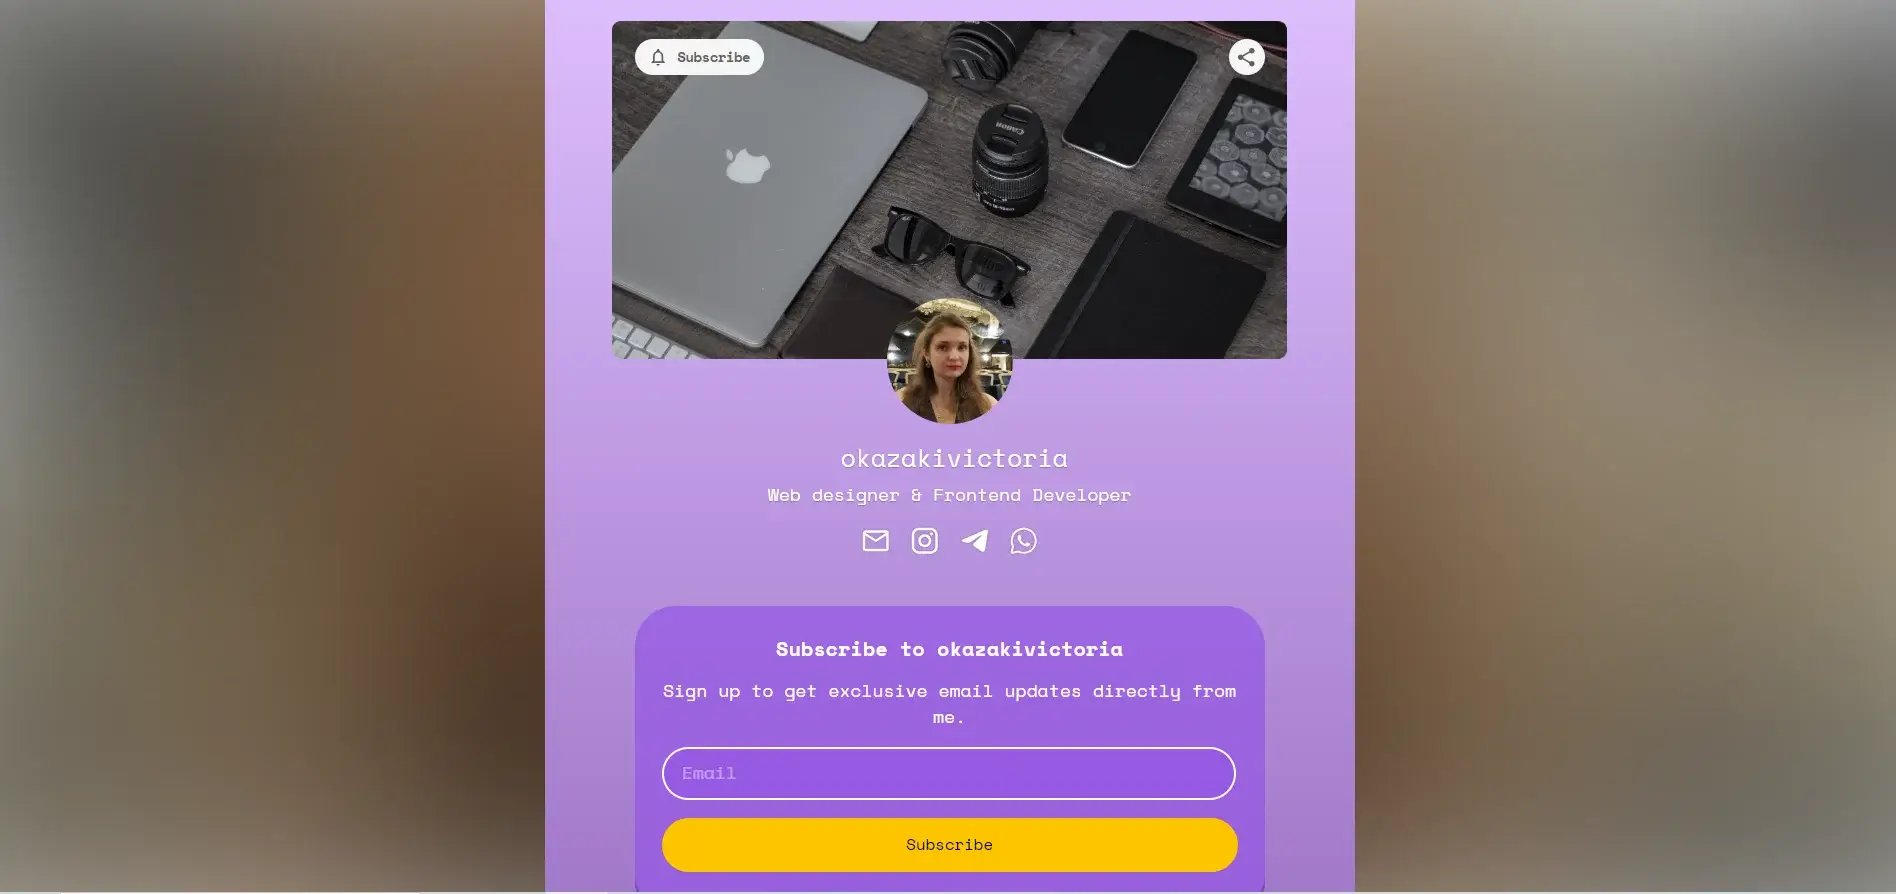 Subscribe
Canon
okazakivictoria
Web designer & Frontend Developer
Subscribe to okazakivictoria
Sign up to get exclusive email updates directly from
me.
Email
Subscribe